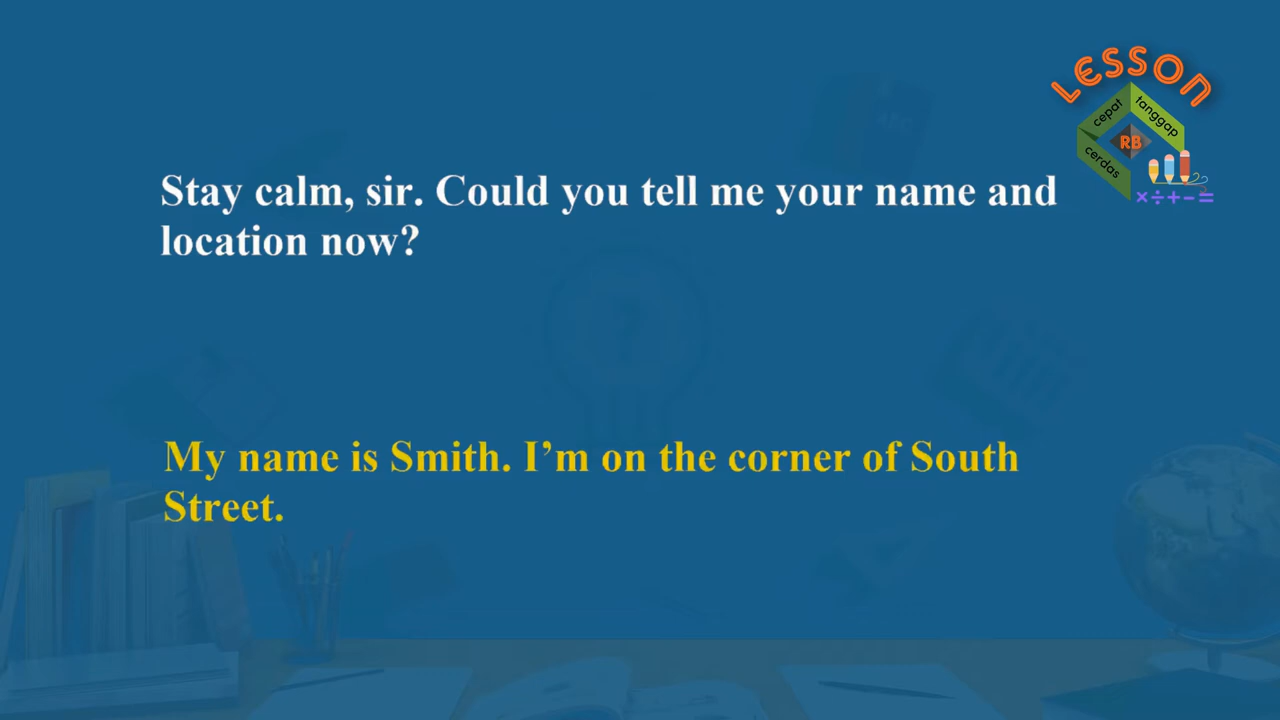 LESSON
cepat
tanggap
RB
cerdas
×÷+−=
Stay calm, sir. Could you tell me your name and
location now?
My name is Smith. I’m on the corner of South
Street.